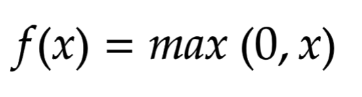 f(x) = max (0, x)